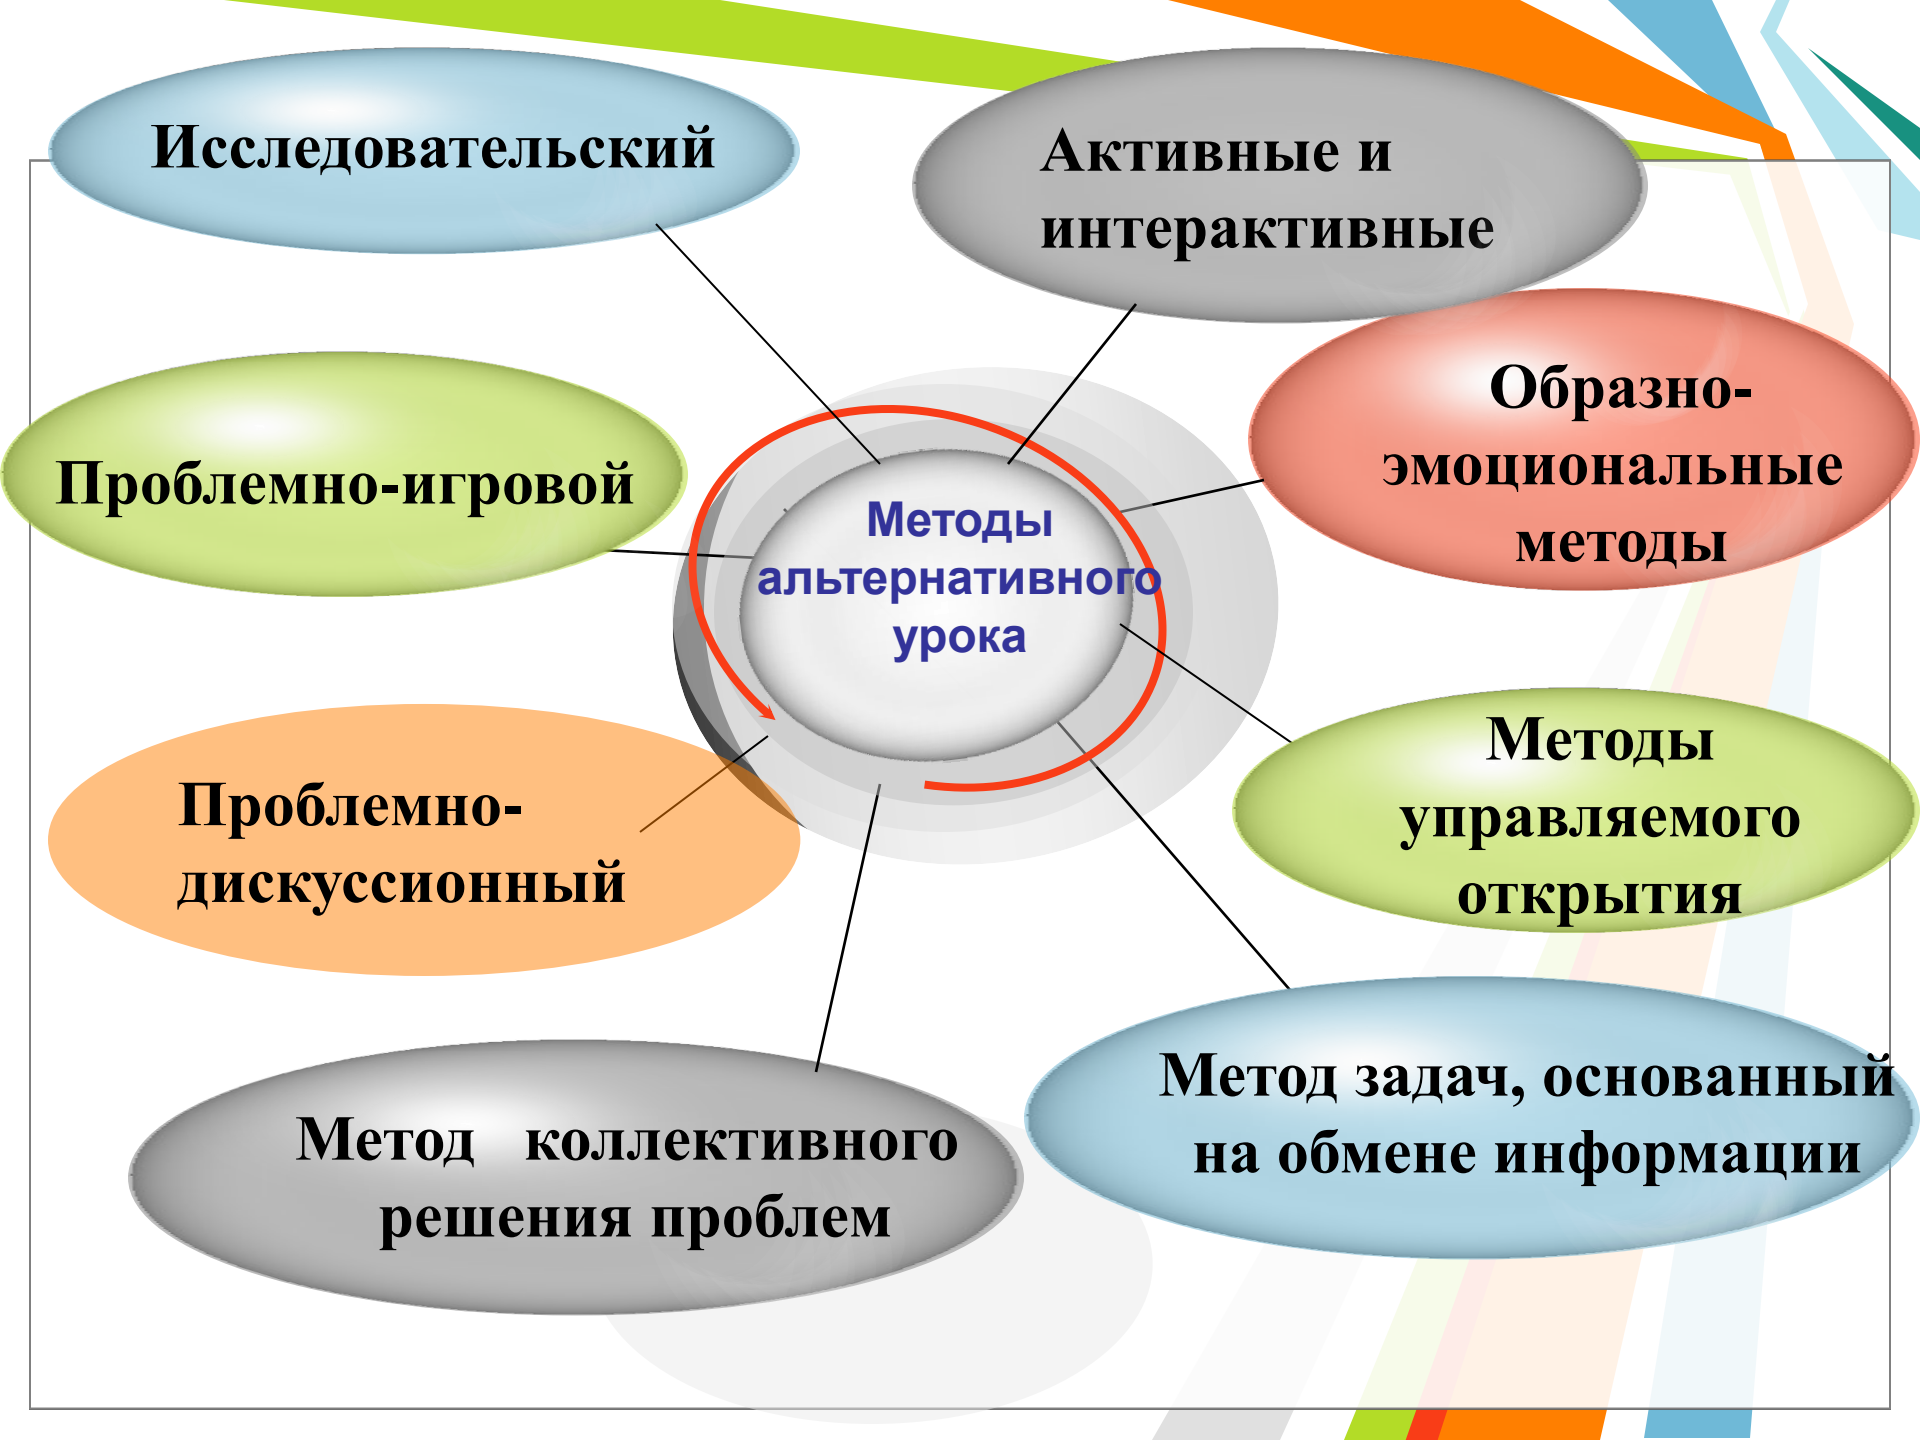 Исследовательский
Активные и
интерактивные
Образно-
эмоциональные
методы
Проблемно-игровой
Методы
альтернативного
урока
Методы
управляемого
открытия
Проблемно-
дискуссионный
Метод задач, основанный
на обмене информации
Метод коллективного
решения проблем